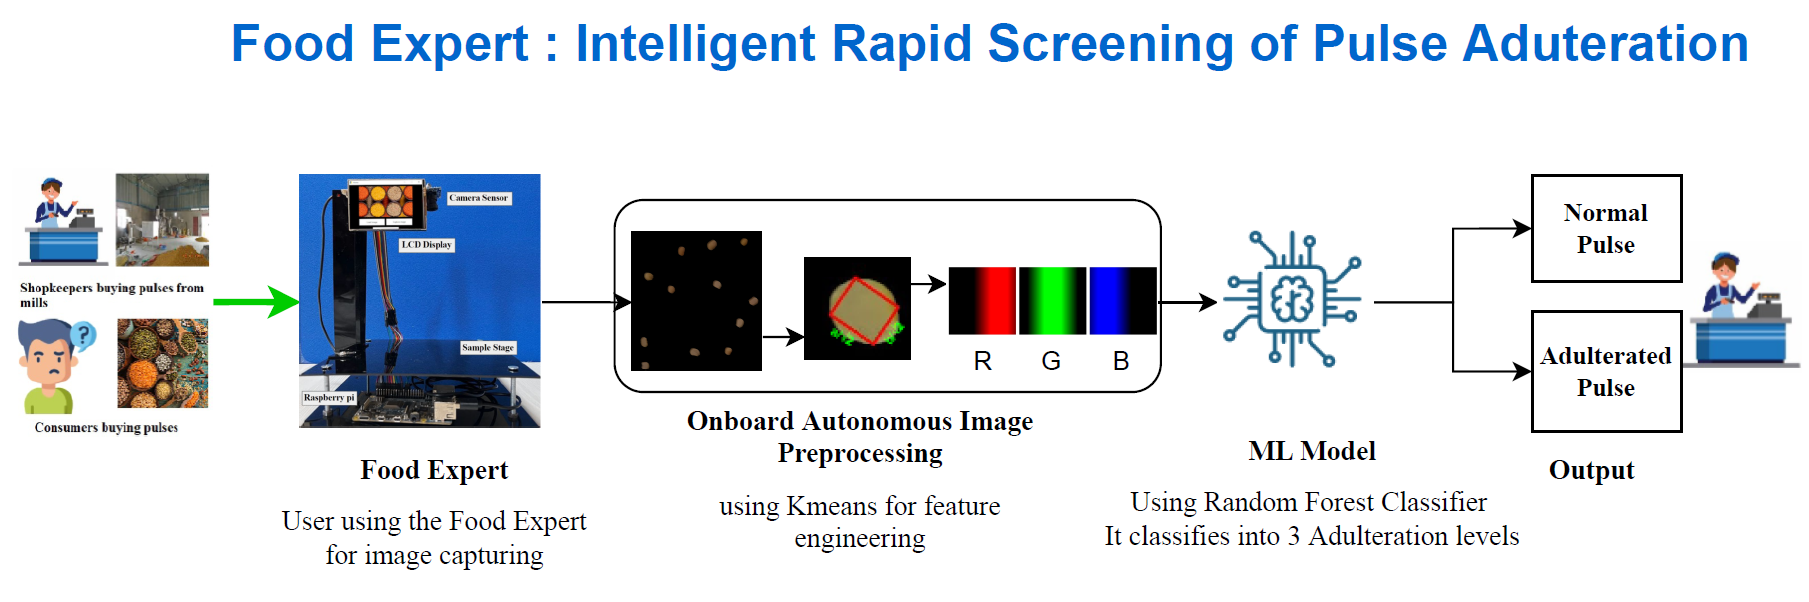 Food Expert : Intelligent Rapid Screening of Pulse Aduteration
Shopkeepers buying pulses from
mills
Consumers buying pulses
Camera Sensor
LCD Display
Sample Stage
Raspberry pi
Food Expert
User using the Food Expert
for image capturing
R G B
Onboard Autonomous Image
Preprocessing
using Kmeans for feature
engineering
ML Model
Using Random Forest Classifier
It classifies into 3 Adulteration levels
Normal
Pulse
Adulterated
Pulse
Output